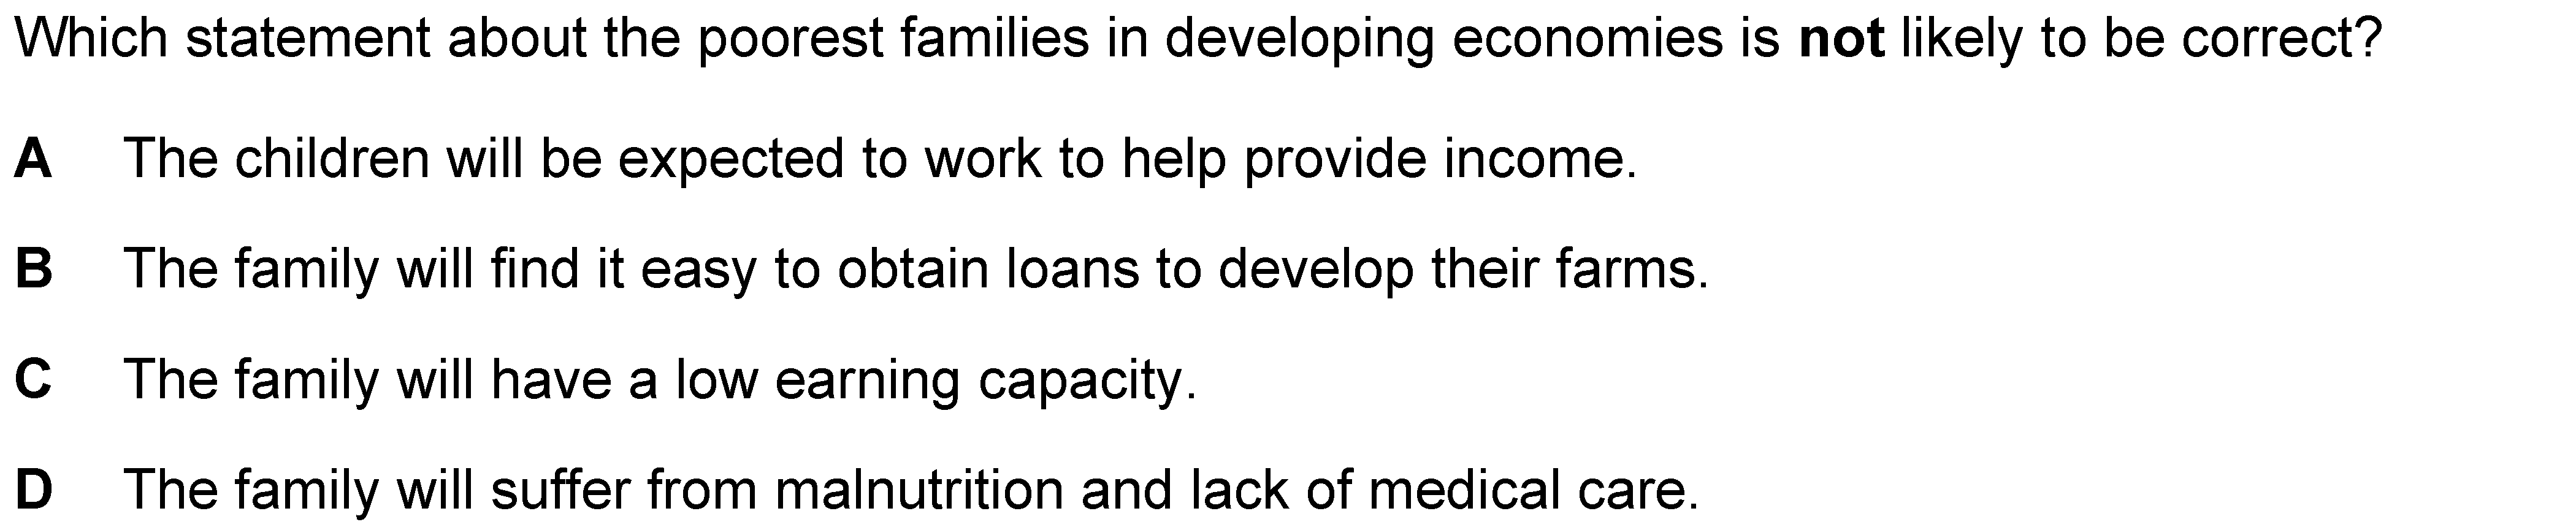 Which statement about the poorest families in developing economies is not likely to be correct?
A The children will be expected to work to help provide income.
B The family will find it easy to obtain loans to develop their farms.
C The family will have a low earning capacity.
D The family will suffer from malnutrition and lack of medical care.